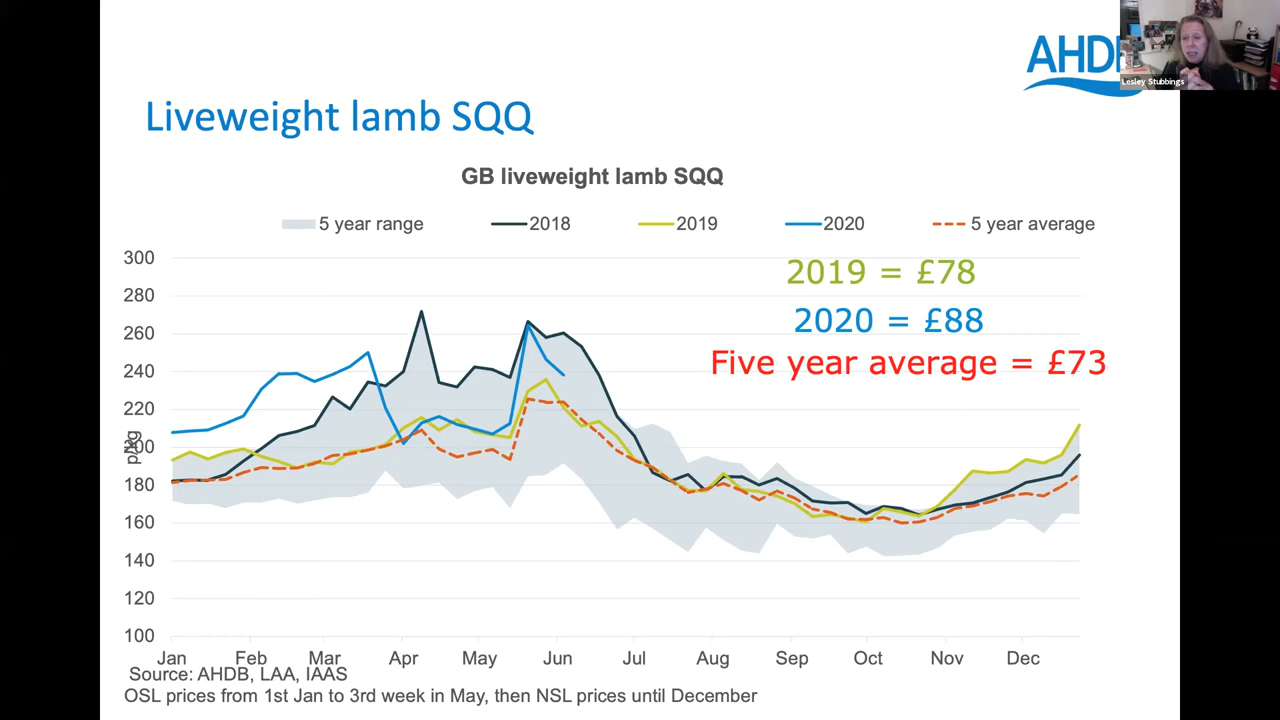 AHD
Lesley Stubbings
Liveweight lamb SQQ
GB liveweight lamb SQQ
5 year range 2018 2019 2020 5 year average
2019 = £78
2020 = £88
Five year average = £73
p/kg
300
280
260
240
220
200
180
160
140
120
100
Jan Feb Mar Apr May Jun Jul Aug Sep Oct Nov Dec
Source: AHDB, LAA, IAAS
OSL prices from 1st Jan to 3rd week in May, then NSL prices until December